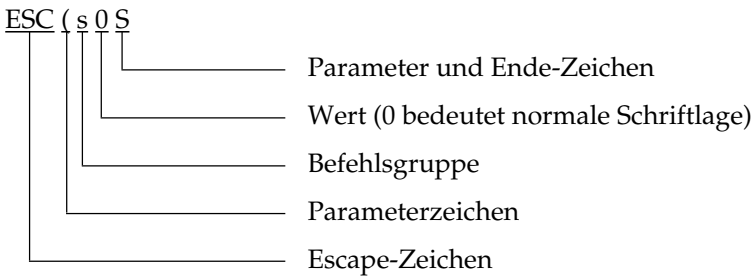 ESC ( s 0 S
Parameter und Ende-Zeichen
Wert (0 bedeutet normale Schriftlage)
Befehlsgruppe
Parameterzeichen
Escape-Zeichen